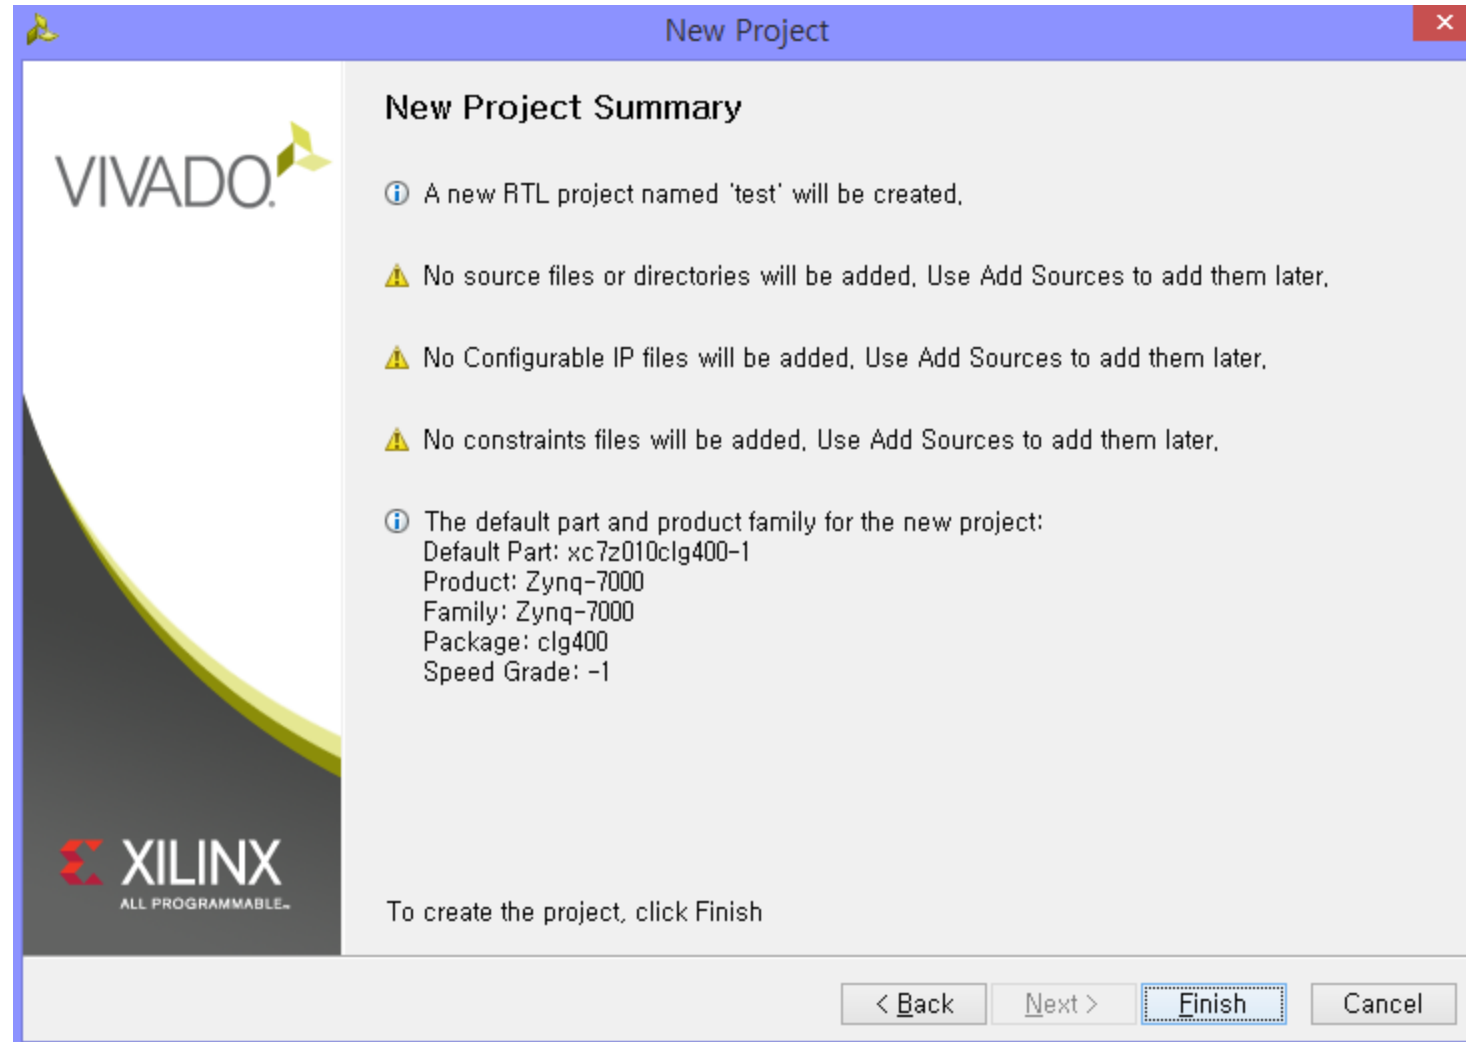 New Project
VIVADO.
New Project Summary
A new RTL project named 'test' will be created.
No source files or directories will be added. Use Add Sources to add them later.
No Configurable IP files will be added. Use Add Sources to add them later.
No constraints files will be added. Use Add Sources to add them later.
The default part and product family for the new project:
Default Part: xc7z010clg400-1
Product: Zynq-7000
Family: Zynq-7000
Package: clg400
Speed Grade: -1
XILINX
ALL PROGRAMMABLE™
To create the project, click Finish
< Back
Next >
Finish
Cancel